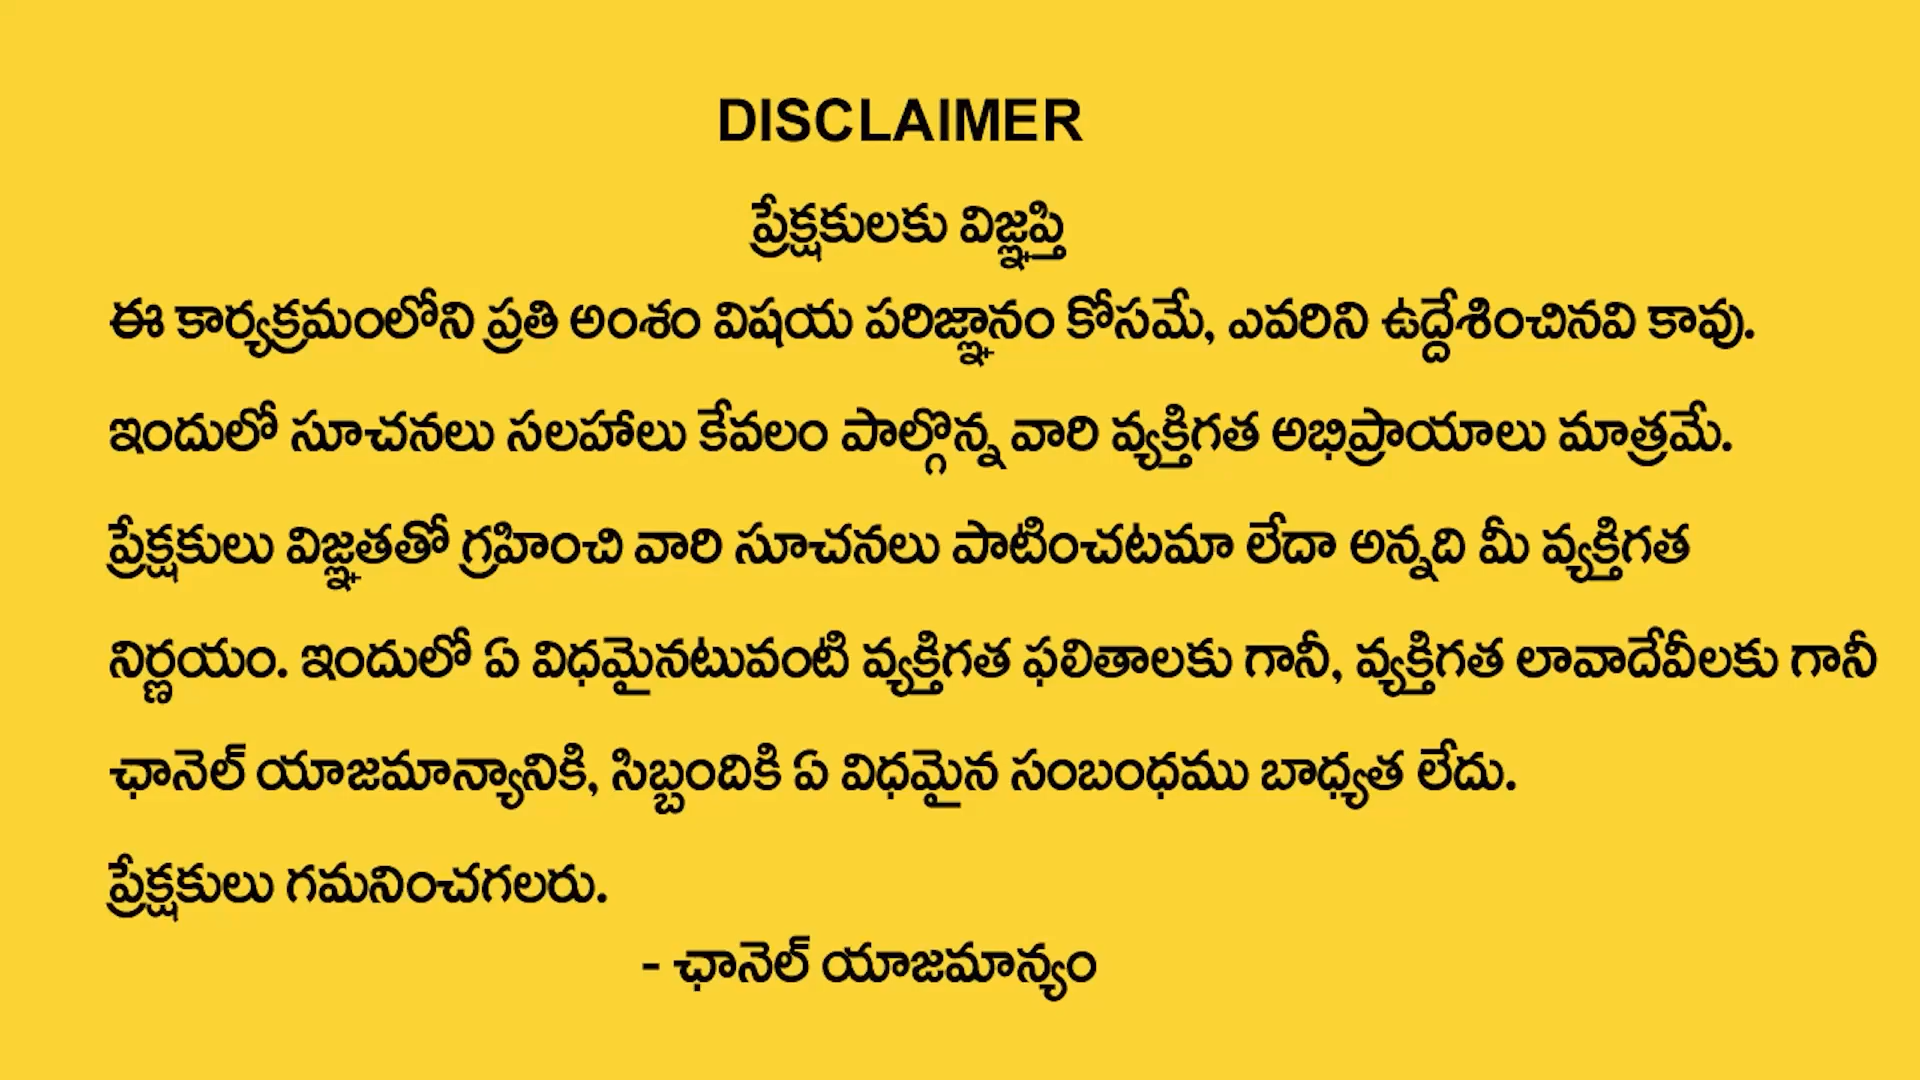 DISCLAIMER
ప్రేక్షకులకు విజ్ఞప్తి
ఈ కార్యక్రమంలోని ప్రతి అంశం విషయ పరిజ్ఞానం కోసమే, ఎవరిని ఉద్దేశించినవి కావు.
ఇందులో సూచనలు సలహాలు కేవలం పాల్గొన్న వారి వ్యక్తిగత అభిప్రాయాలు మాత్రమే.
ప్రేక్షకులు విజ్ఞతతో గ్రహించి వారి సూచనలు పాటించటమా లేదా అన్నది మీ వ్యక్తిగత
నిర్ణయం. ఇందులో ఏ విధమైనటువంటి వ్యక్తిగత ఫలితాలకు గానీ, వ్యక్తిగత లావాదేవీలకు గానీ
ఛానెల్ యాజమాన్యానికి, సిబ్బందికి ఏ విధమైన సంబంధము బాధ్యత లేదు.
ప్రేక్షకులు గమనించగలరు.
- ఛానెల్ యాజమాన్యం